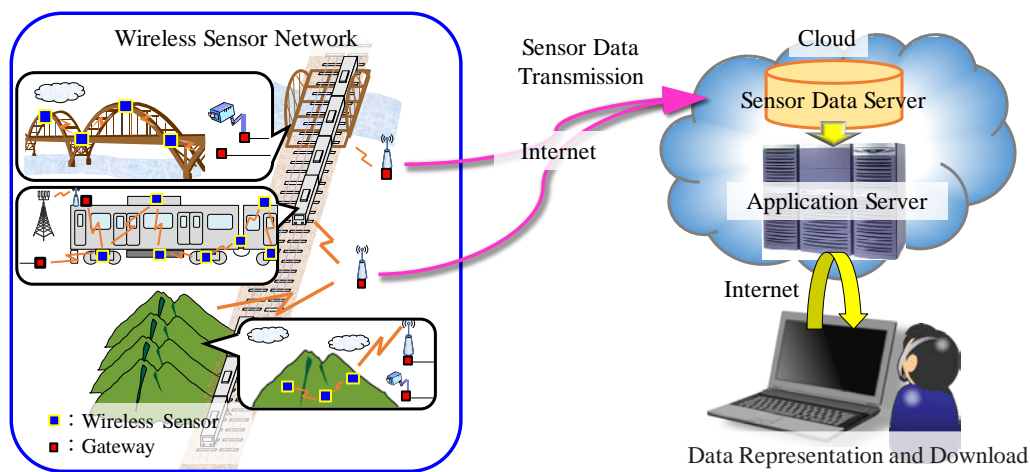 Wireless Sensor Network
Sensor Data
Transmission
Internet
Cloud
Sensor Data Server
Application Server
Internet
：Wireless Sensor
：Gateway
Data Representation and Download